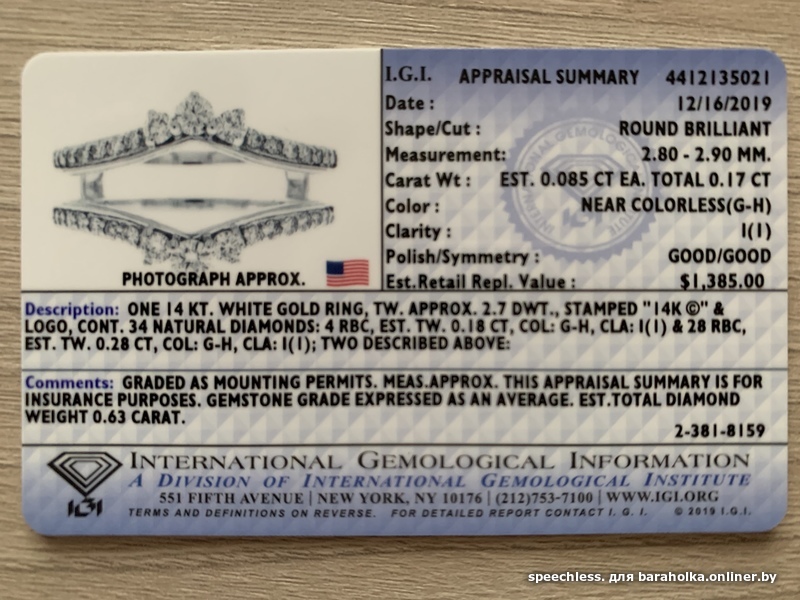 I.G.I. APPRAISAL SUMMARY 4412135021
Date : 12/16/2019
Shape/Cut : ROUND BRILLIANT
Measurement: 2.80 - 2.90 MM.
Carat Wt : EST. 0.085 CT EA. TOTAL 0.17 CT
Color : NEAR COLORLESS(G-H)
Clarity : I(1)
Polish/Symmetry : GOOD/GOOD
Est.Retail Repl. Value : $1,385.00
PHOTOGRAPH APPROX.
Description: ONE 14 KT. WHITE GOLD RING, TW. APPROX. 2.7 DWT., STAMPED "14K ©" &
LOGO, CONT. 34 NATURAL DIAMONDS: 4 RBC, EST. TW. 0.18 CT, COL: G-H, CLA: I(1) & 28 RBC,
EST. TW. 0.28 CT, COL: G-H, CLA: I(1); TWO DESCRIBED ABOVE:
Comments: GRADED AS MOUNTING PERMITS. MEAS.APPROX. THIS APPRAISAL SUMMARY IS FOR
INSURANCE PURPOSES. GEMSTONE GRADE EXPRESSED AS AN AVERAGE. EST.TOTAL DIAMOND
WEIGHT 0.63 CARAT.
2-381-8159
IGI
INTERNATIONAL GEMOLOGICAL INFORMATION
A DIVISION OF INTERNATIONAL GEMOLOGICAL INSTITUTE
551 FIFTH AVENUE | NEW YORK, NY 10176 | (212)753-7100 | WWW.IGI.ORG
TERMS AND DEFINITIONS ON REVERSE. FOR DETAILED REPORT CONTACT I. G. I. © 2019 I.G.I.
speechless. для baraholka.onliner.by